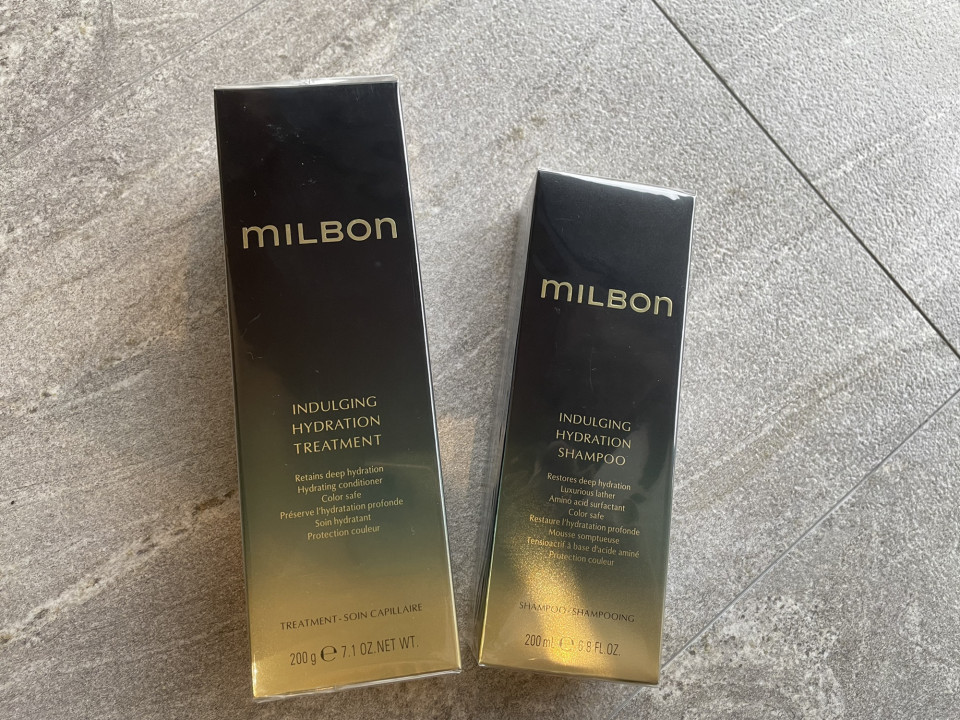 MILBON
INDULGING
HYDRATION
TREATMENT
Retains deep hydration
Hydrating conditioner
Color safe
Préserve l'hydratation profonde
Soin hydratant
Protection couleur
TREATMENT - SOIN CAPILLAIRE
200 g ℮ 7.1 OZ.NET WT.
MILBON
INDULGING
HYDRATION
SHAMPOO
Restores deep hydration
Luxurious lather
Amino acid surfactant
Color safe
Restaure l'hydratation profonde
Mousse somptueuse
Tensioactif à base d'acide aminé
Protection couleur
SHAMPOO - SHAMPOOING
200 mL ℮ 6.8 FL.OZ.